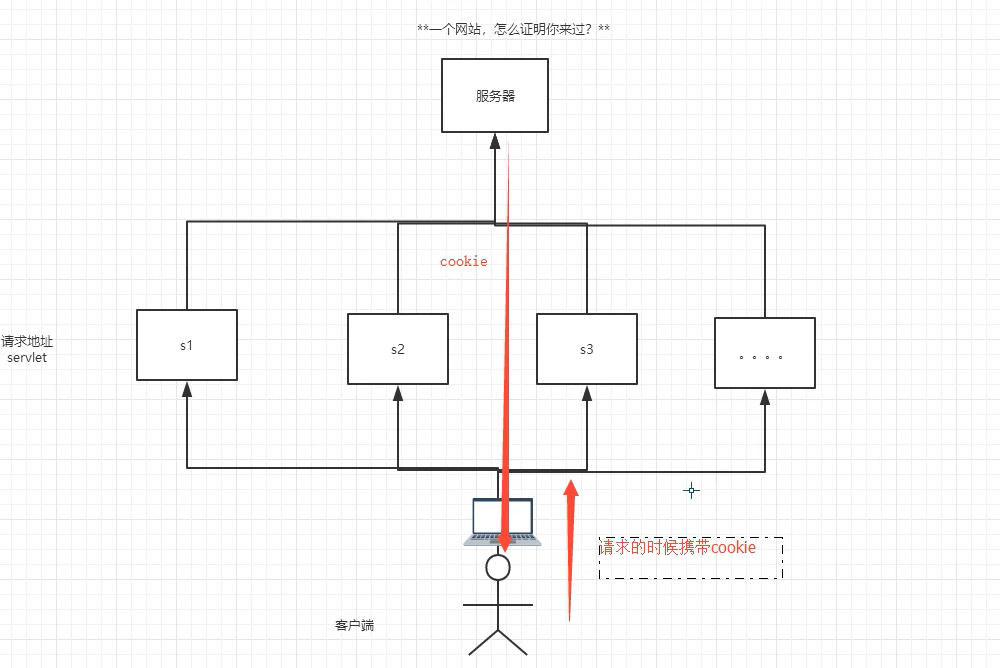 **一个网站，怎么证明你来过？**
服务器
cookie
请求地址
servlet
s1
s2
s3
。。。。
请求的时候携带cookie
客户端